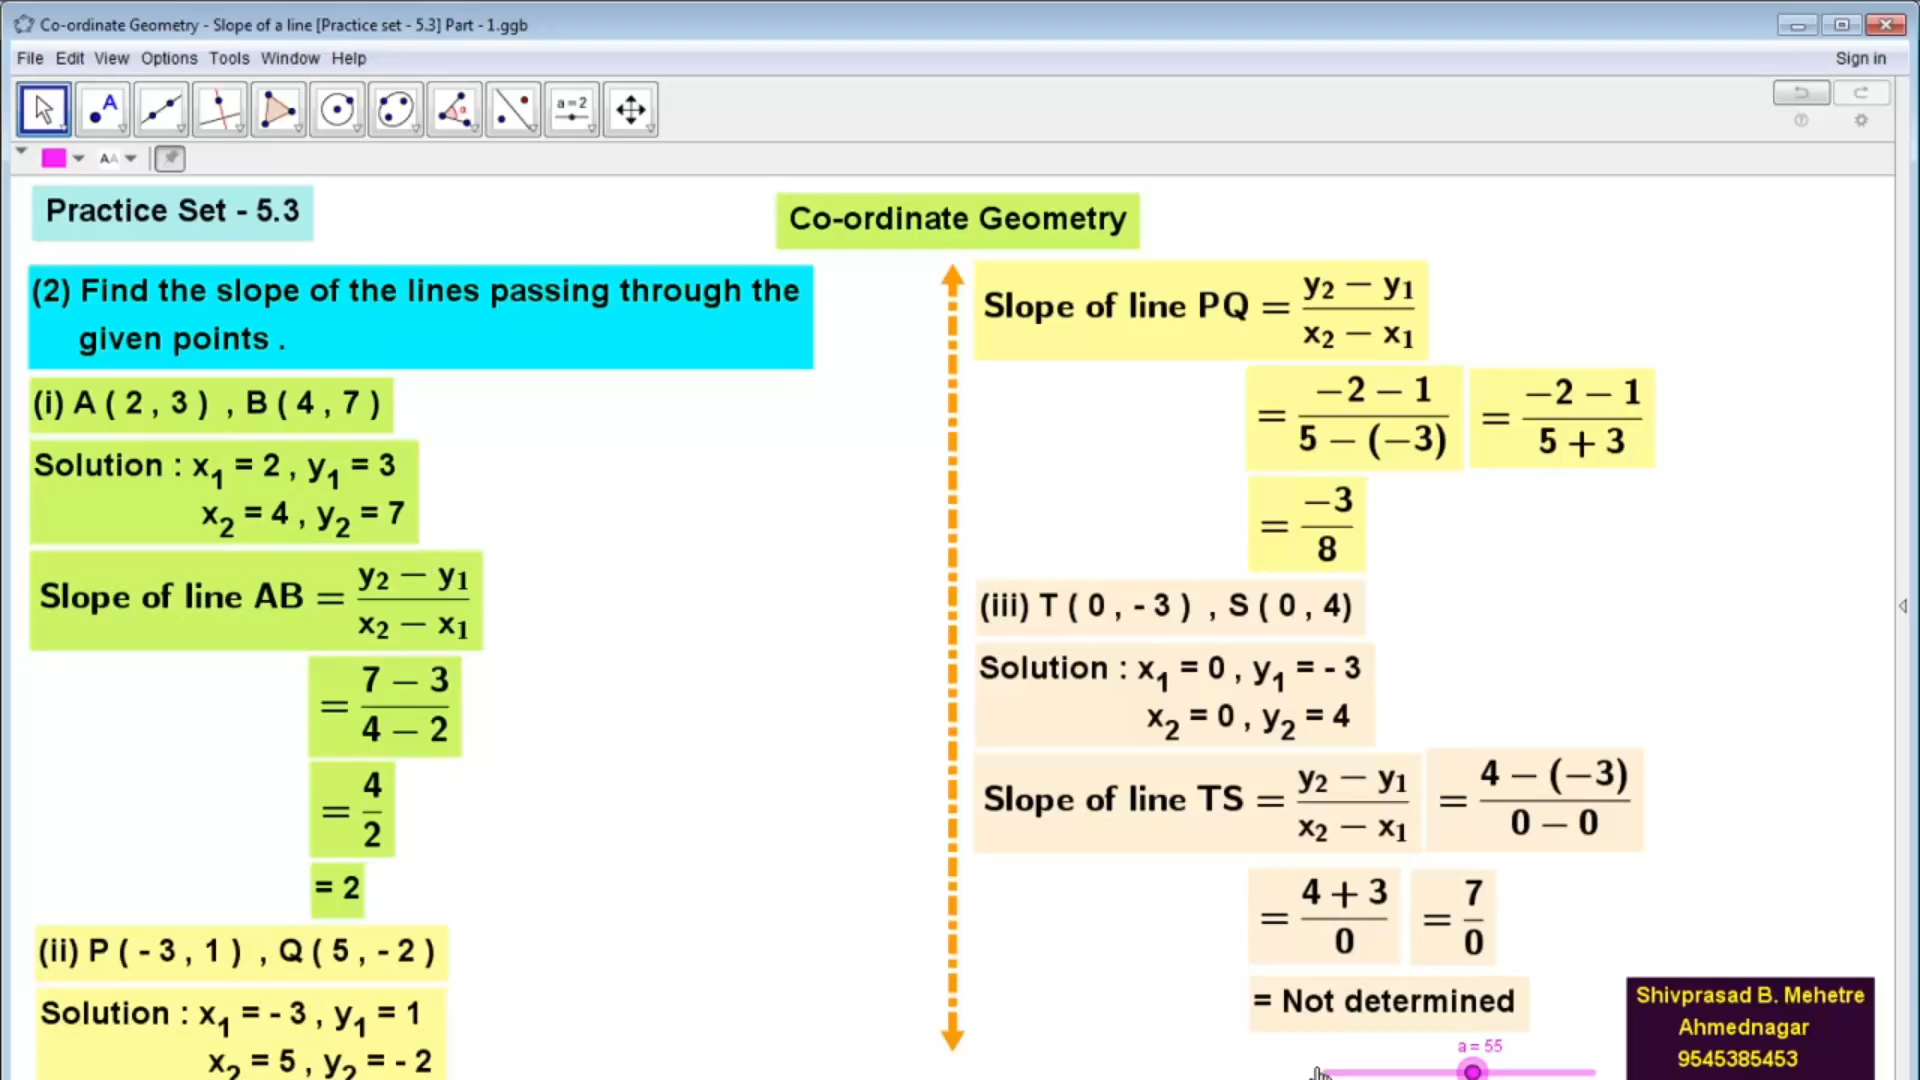 Co-ordinate Geometry - Slope of a line [Practice set - 5.3] Part - 1.ggb
File Edit View Options Tools Window Help
Sign in
A
a = 2
AA
Practice Set - 5.3
Co-ordinate Geometry
(2) Find the slope of the lines passing through the
given points .
(i) A ( 2 , 3 ) , B ( 4 , 7 )
Solution : x₁ = 2 , y₁ = 3
x₂ = 4 , y₂ = 7
Slope of line AB = (y₂ − y₁) / (x₂ − x₁)
= (7 − 3) / (4 − 2)
= 4/2
= 2
(ii) P ( - 3 , 1 ) , Q ( 5 , - 2 )
Solution : x₁ = - 3 , y₁ = 1
x₂ = 5 , y₂ = - 2
Slope of line PQ = (y₂ − y₁) / (x₂ − x₁)
= (−2 − 1) / (5 − (−3)) = (−2 − 1) / (5 + 3)
= −3/8
(iii) T ( 0 , - 3 ) , S ( 0 , 4)
Solution : x₁ = 0 , y₁ = - 3
x₂ = 0 , y₂ = 4
Slope of line TS = (y₂ − y₁) / (x₂ − x₁) = (4 − (−3)) / (0 − 0)
= (4 + 3) / 0 = 7/0
= Not determined
a = 55
Shivprasad B. Mehetre
Ahmednagar
9545385453